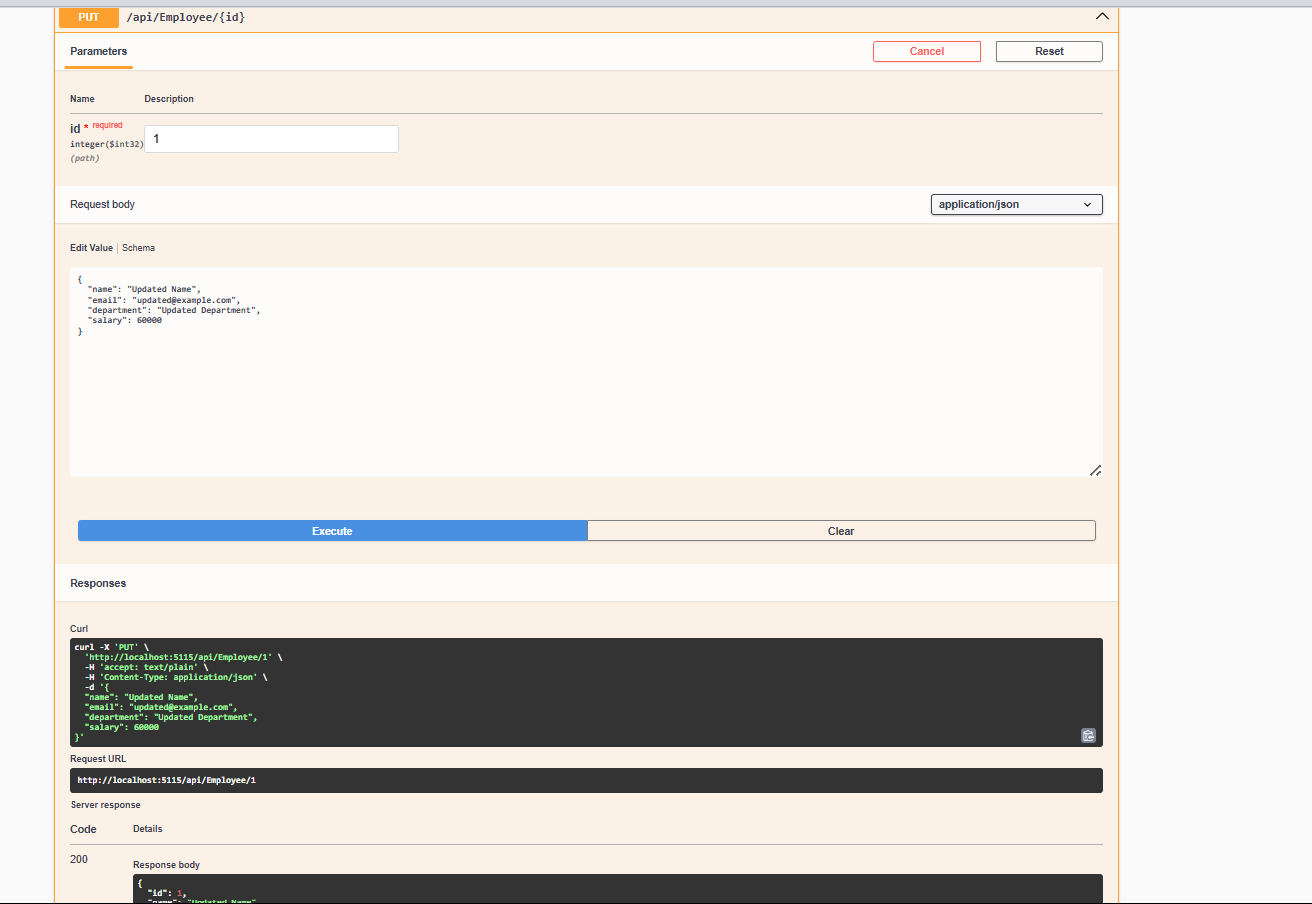 PUT /api/Employee/{id}
Parameters Cancel Reset
Name Description
id * required
integer($int32) 1
(path)
Request body application/json
Edit Value | Schema
{
  "name": "Updated Name",
  "email": "updated@example.com",
  "department": "Updated Department",
  "salary": 60000
}
Execute Clear
Responses
Curl
curl -X 'PUT' \
  'http://localhost:5115/api/Employee/1' \
  -H 'accept: text/plain' \
  -H 'Content-Type: application/json' \
  -d '{
  "name": "Updated Name",
  "email": "updated@example.com",
  "department": "Updated Department",
  "salary": 60000
}'
Request URL
http://localhost:5115/api/Employee/1
Server response
Code Details
200
Response body
{
  "id": 1,
  "name": "Updated Name",